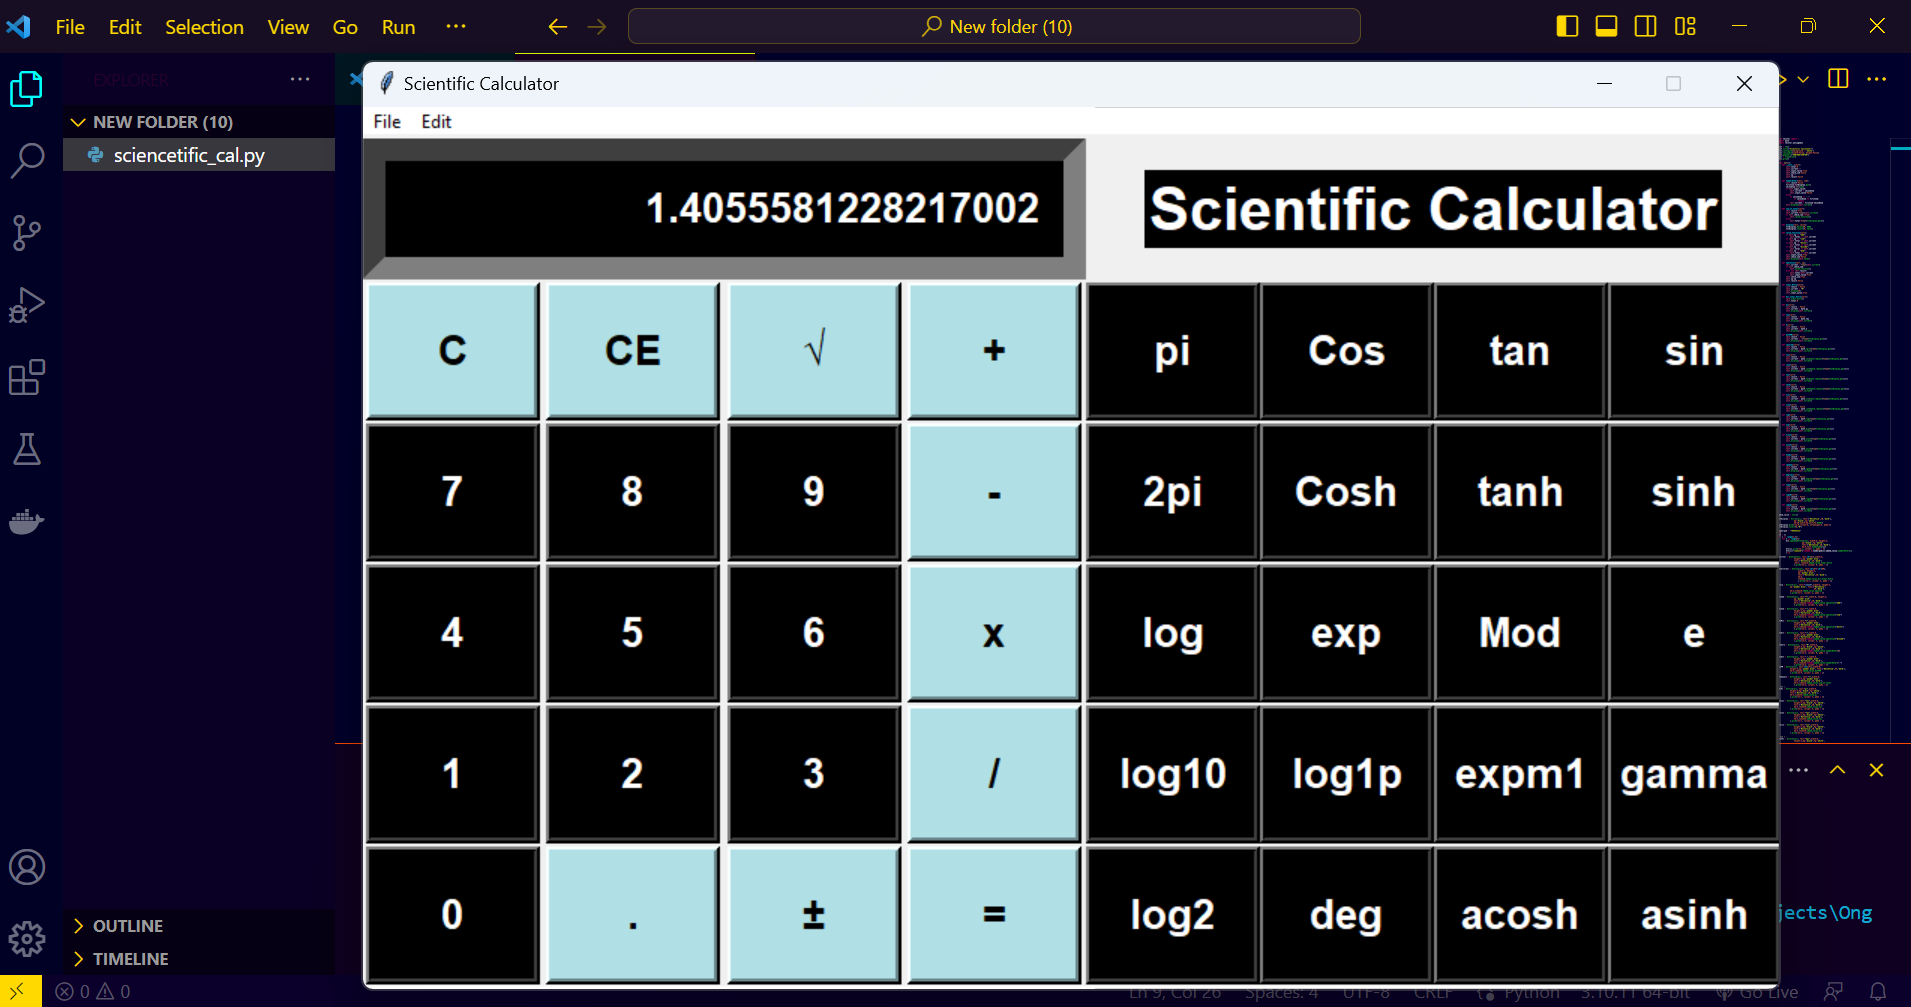 File Edit Selection View Go Run ···
New folder (10)
EXPLORER ···
NEW FOLDER (10)
sciencetific_cal.py
Scientific Calculator
File Edit
1.4055581228217002
Scientific Calculator
C CE √ + pi Cos tan sin
7 8 9 - 2pi Cosh tanh sinh
4 5 6 x log exp Mod e
1 2 3 / log10 log1p expm1 gamma
0 . ± = log2 deg acosh asinh
jects\Ong
OUTLINE
TIMELINE
0 0 Ln 9, Col 26 Spaces: 4 UTF-8 CRLF Python 3.10.11 64-bit Go Live